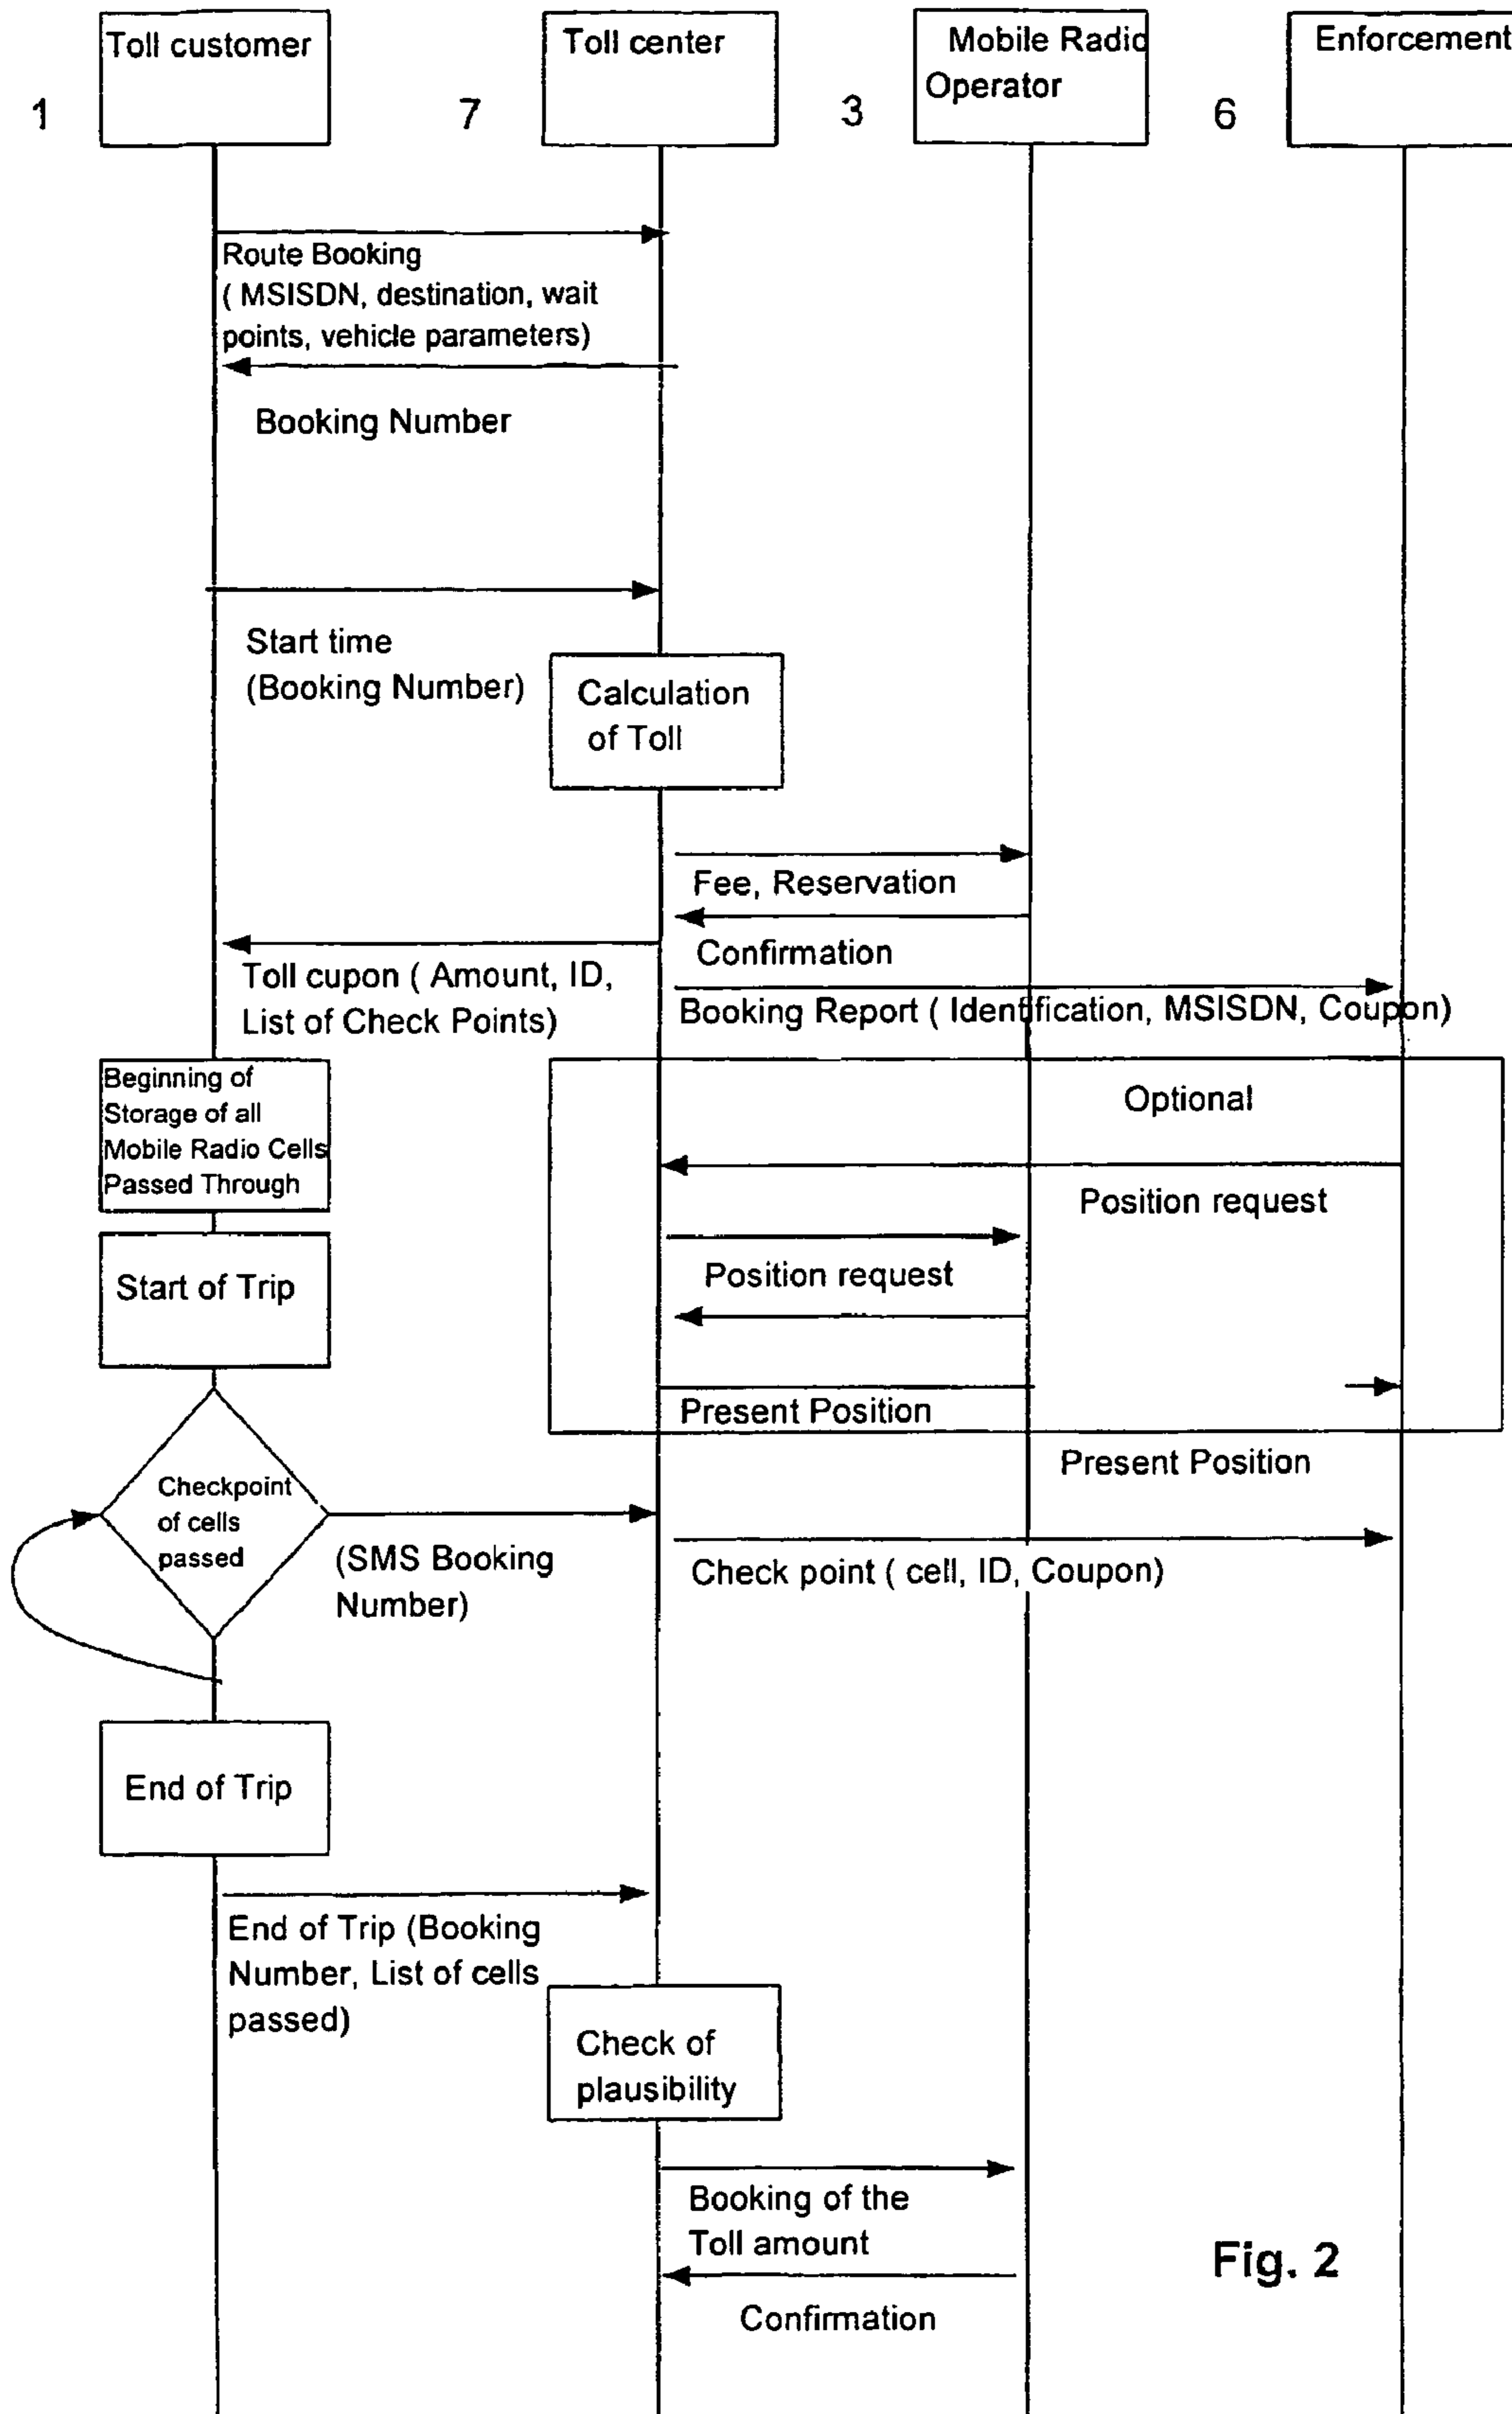 Toll customer
Toll center
Mobile Radio
Operator
Enforcement
1
7
3
6
Route Booking
( MSISDN, destination, wait
points, vehicle parameters)
Booking Number
Start time
(Booking Number)
Calculation
of Toll
Fee, Reservation
Confirmation
Toll cupon ( Amount, ID,
List of Check Points)
Booking Report ( Identification, MSISDN, Coupon)
Beginning of
Storage of all
Mobile Radio Cells
Passed Through
Optional
Position request
Position request
Start of Trip
Present Position
Present Position
Checkpoint
of cells
passed
(SMS Booking
Number)
Check point ( cell, ID, Coupon)
End of Trip
End of Trip (Booking
Number, List of cells
passed)
Check of
plausibility
Booking of the
Toll amount
Confirmation
Fig. 2